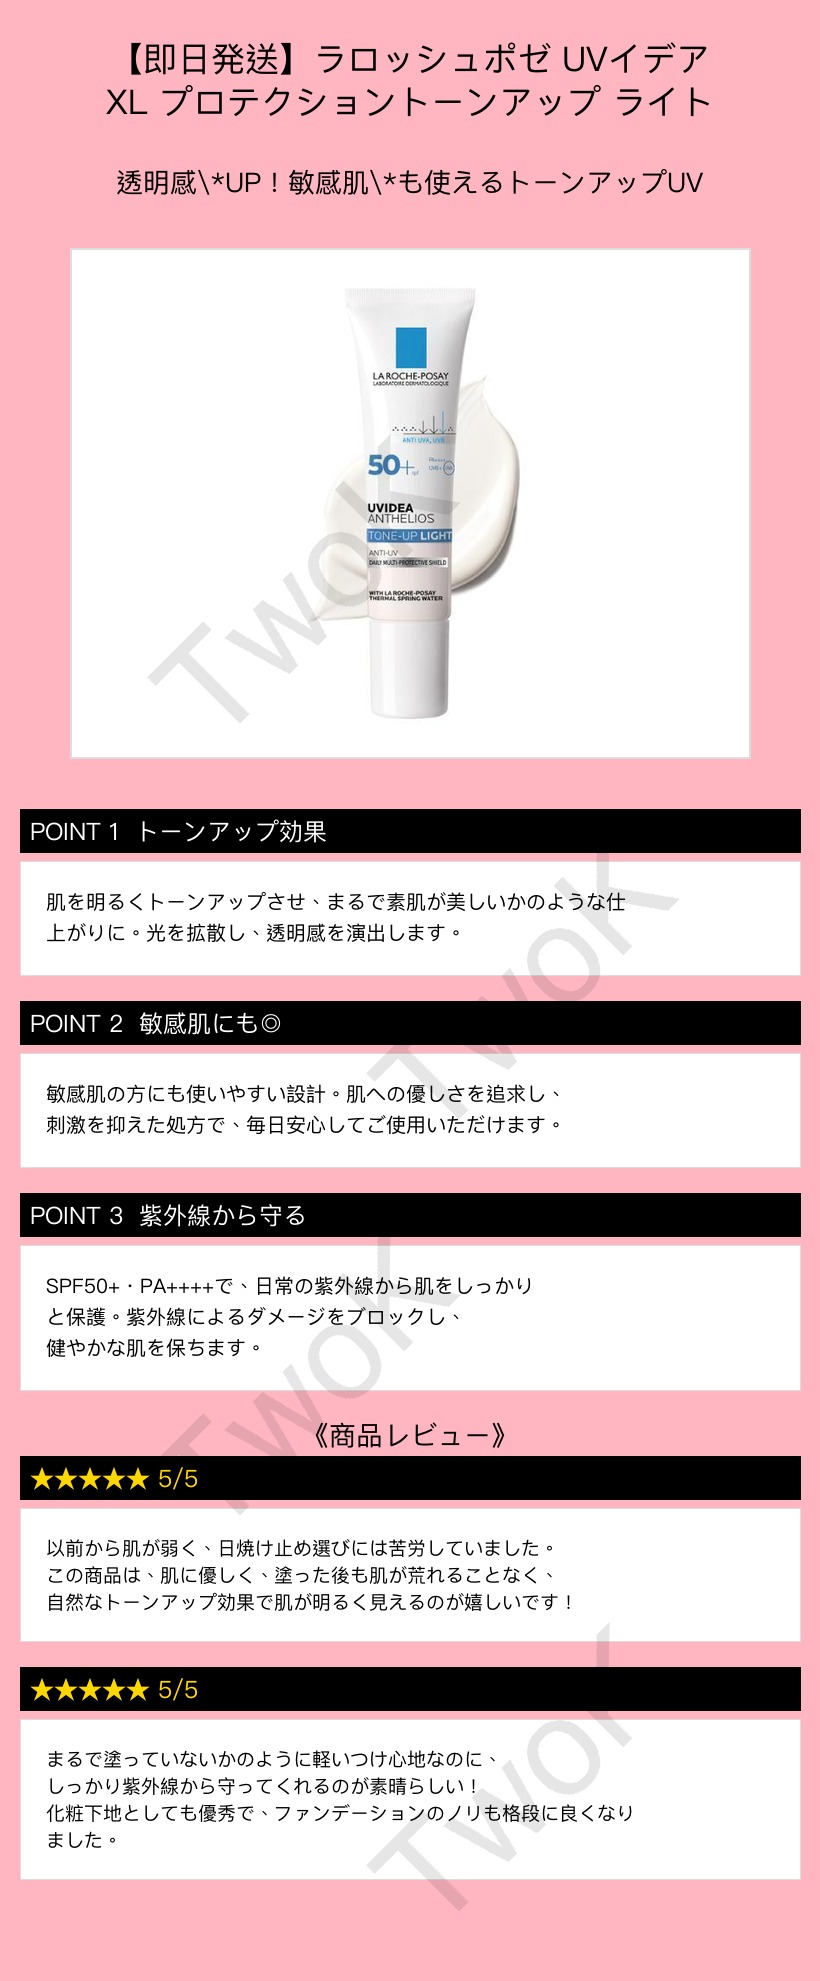 【即日発送】ラロッシュポゼ UVイデア
XL プロテクショントーンアップ ライト
透明感\*UP！敏感肌\*も使えるトーンアップUV
LA ROCHE-POSAY
LABORATOIRE DERMATOLOGIQUE
ANTI UVA, UVB
50+ spf
PA++++
UVB+ UVA
UVIDEA
ANTHELIOS
TONE-UP LIGHT
ANTI-UV
DAILY MULTI-PROTECTIVE SHIELD
WITH LA ROCHE-POSAY
THERMAL SPRING WATER
TwoK
POINT 1 トーンアップ効果
肌を明るくトーンアップさせ、まるで素肌が美しいかのような仕
上がりに。光を拡散し、透明感を演出します。
TwoK
POINT 2 敏感肌にも◎
敏感肌の方にも使いやすい設計。肌への優しさを追求し、
刺激を抑えた処方で、毎日安心してご使用いただけます。
POINT 3 紫外線から守る
SPF50+・PA++++で、日常の紫外線から肌をしっかり
と保護。紫外線によるダメージをブロックし、
健やかな肌を保ちます。
TwoK
《商品レビュー》
★★★★★ 5/5
以前から肌が弱く、日焼け止め選びには苦労していました。
この商品は、肌に優しく、塗った後も肌が荒れることなく、
自然なトーンアップ効果で肌が明るく見えるのが嬉しいです！
★★★★★ 5/5
まるで塗っていないかのように軽いつけ心地なのに、
しっかり紫外線から守ってくれるのが素晴らしい！
化粧下地としても優秀で、ファンデーションのノリも格段に良くなり
ました。
TwoK